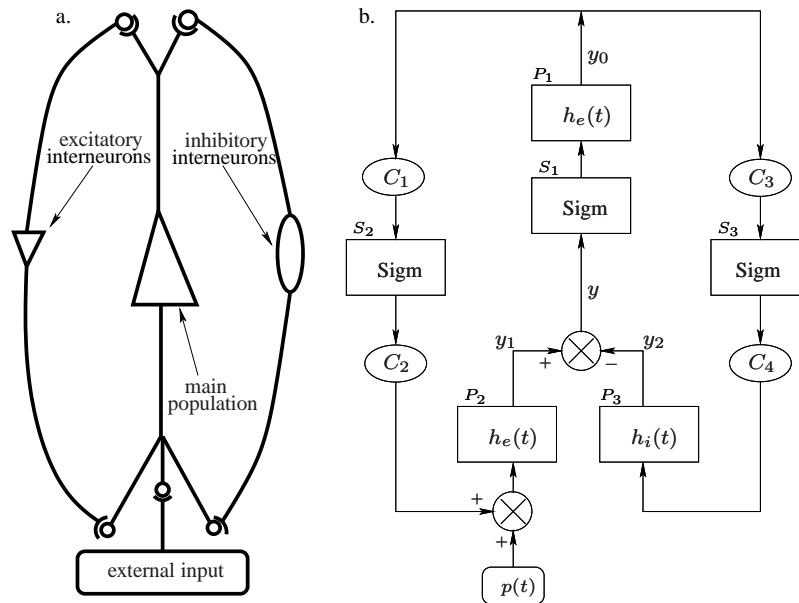 a.
excitatory
interneurons
inhibitory
interneurons
main
population
external input
b.
y₀
P₁
hₑ(t)
C₁
C₃
S₁
Sigm
S₂
Sigm
S₃
Sigm
y
y₁
y₂
+
−
C₂
C₄
P₂
hₑ(t)
P₃
hᵢ(t)
+
+
p(t)